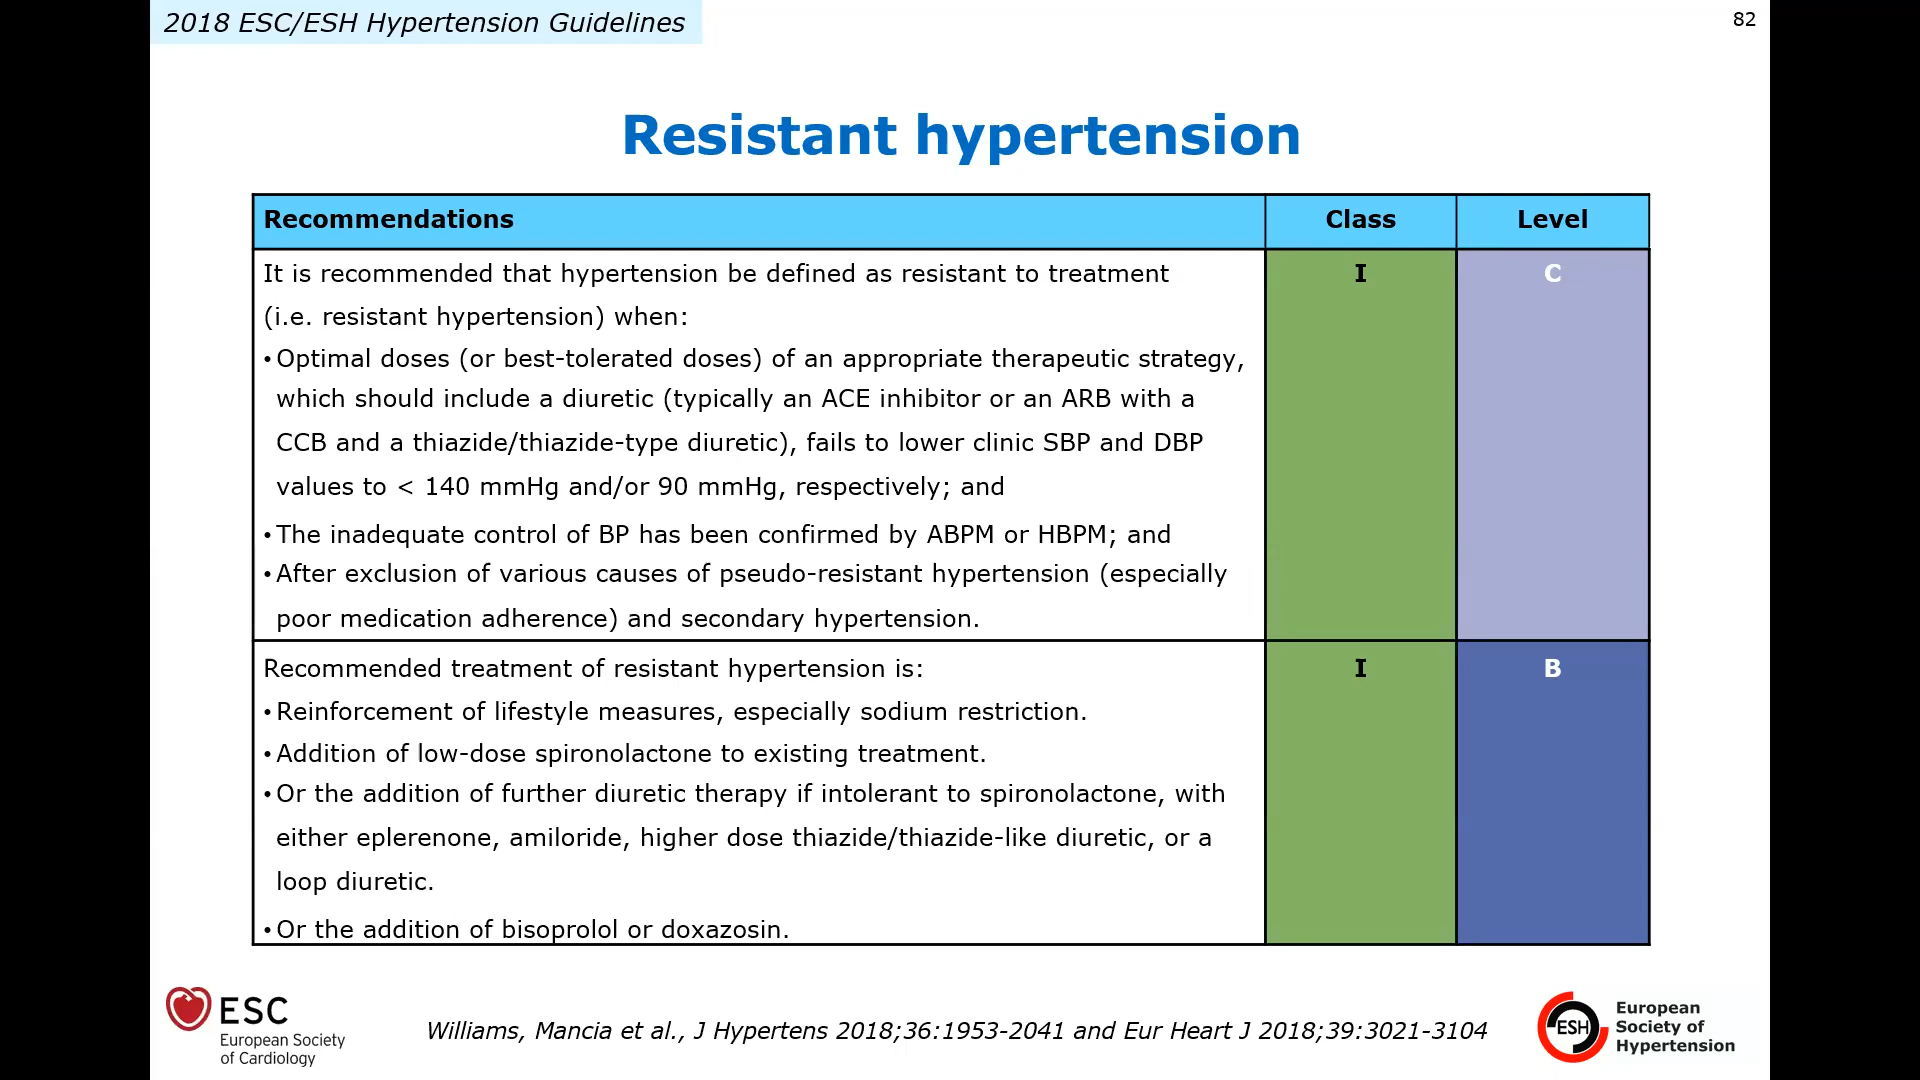 2018 ESC/ESH Hypertension Guidelines
82
Resistant hypertension
Recommendations Class Level
It is recommended that hypertension be defined as resistant to treatment I C
(i.e. resistant hypertension) when:
• Optimal doses (or best-tolerated doses) of an appropriate therapeutic strategy,
which should include a diuretic (typically an ACE inhibitor or an ARB with a
CCB and a thiazide/thiazide-type diuretic), fails to lower clinic SBP and DBP
values to < 140 mmHg and/or 90 mmHg, respectively; and
• The inadequate control of BP has been confirmed by ABPM or HBPM; and
• After exclusion of various causes of pseudo-resistant hypertension (especially
poor medication adherence) and secondary hypertension.
Recommended treatment of resistant hypertension is: I B
• Reinforcement of lifestyle measures, especially sodium restriction.
• Addition of low-dose spironolactone to existing treatment.
• Or the addition of further diuretic therapy if intolerant to spironolactone, with
either eplerenone, amiloride, higher dose thiazide/thiazide-like diuretic, or a
loop diuretic.
• Or the addition of bisoprolol or doxazosin.
ESC
European Society
of Cardiology
Williams, Mancia et al., J Hypertens 2018;36:1953-2041 and Eur Heart J 2018;39:3021-3104
ESH
European
Society of
Hypertension